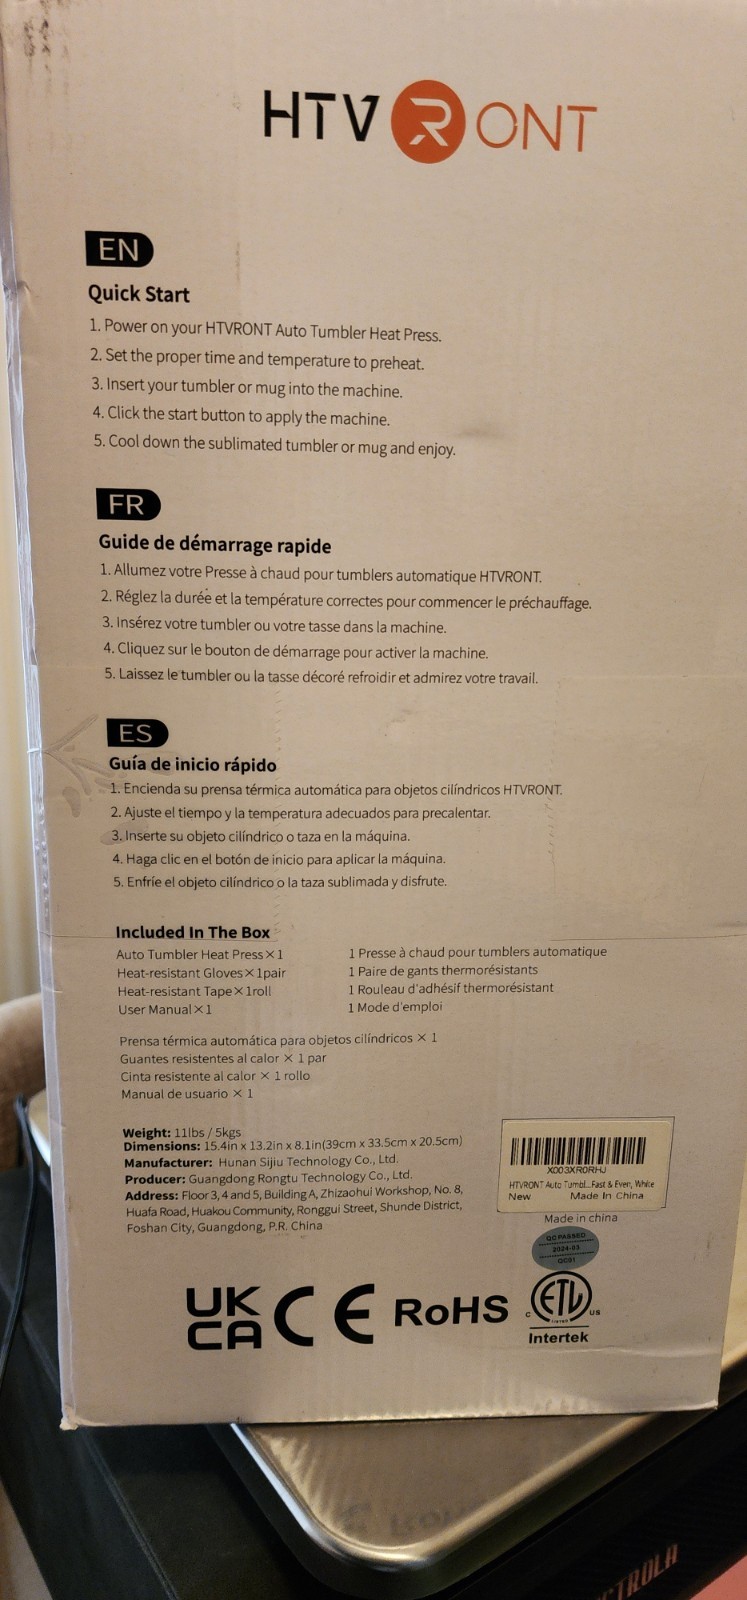 HTVRONT
EN
Quick Start
1. Power on your HTVRONT Auto Tumbler Heat Press.
2. Set the proper time and temperature to preheat.
3. Insert your tumbler or mug into the machine.
4. Click the start button to apply the machine.
5. Cool down the sublimated tumbler or mug and enjoy.
FR
Guide de démarrage rapide
1. Allumez votre Presse à chaud pour tumblers automatique HTVRONT.
2. Réglez la durée et la température correctes pour commencer le préchauffage.
3. Insérez votre tumbler ou votre tasse dans la machine.
4. Cliquez sur le bouton de démarrage pour activer la machine.
5. Laissez le tumbler ou la tasse décoré refroidir et admirez votre travail.
ES
Guía de inicio rápido
1. Encienda su prensa térmica automática para objetos cilíndricos HTVRONT.
2. Ajuste el tiempo y la temperatura adecuados para precalentar.
3. Inserte su objeto cilíndrico o taza en la máquina.
4. Haga clic en el botón de inicio para aplicar la máquina.
5. Enfríe el objeto cilíndrico o la taza sublimada y disfrute.
Included In The Box
Auto Tumbler Heat Press×1
Heat-resistant Gloves×1pair
Heat-resistant Tape×1roll
User Manual×1
1 Presse à chaud pour tumblers automatique
1 Paire de gants thermorésistants
1 Rouleau d'adhésif thermorésistant
1 Mode d'emploi
Prensa térmica automática para objetos cilíndricos × 1
Guantes resistentes al calor × 1 par
Cinta resistente al calor × 1 rollo
Manual de usuario × 1
Weight: 11lbs / 5kgs
Dimensions: 15.4in x 13.2in x 8.1in(39cm x 33.5cm x 20.5cm)
Manufacturer: Hunan Sijiu Technology Co., Ltd.
Producer: Guangdong Rongtu Technology Co., Ltd.
Address: Floor 3, 4 and 5, Building A, Zhizaohui Workshop, No. 8,
Huafa Road, Huakou Community, Ronggui Street, Shunde District,
Foshan City, Guangdong, P.R. China
X003XR0RHJ
HTVRONT Auto Tumbl...Fast & Even, White
New Made In China
Made in china
QC PASSED
2024-03
QC01
UK
CA
CE
RoHS
ETL
LISTED
C US
Intertek